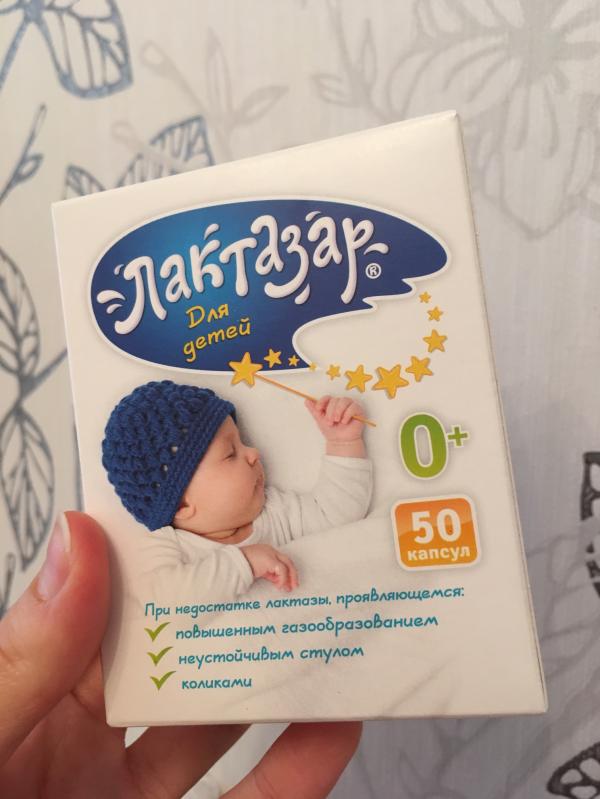 Лактазар®
Для
детей
0+
50
капсул
При недостатке лактазы, проявляющемся:
повышенным газообразованием
неустойчивым стулом
коликами